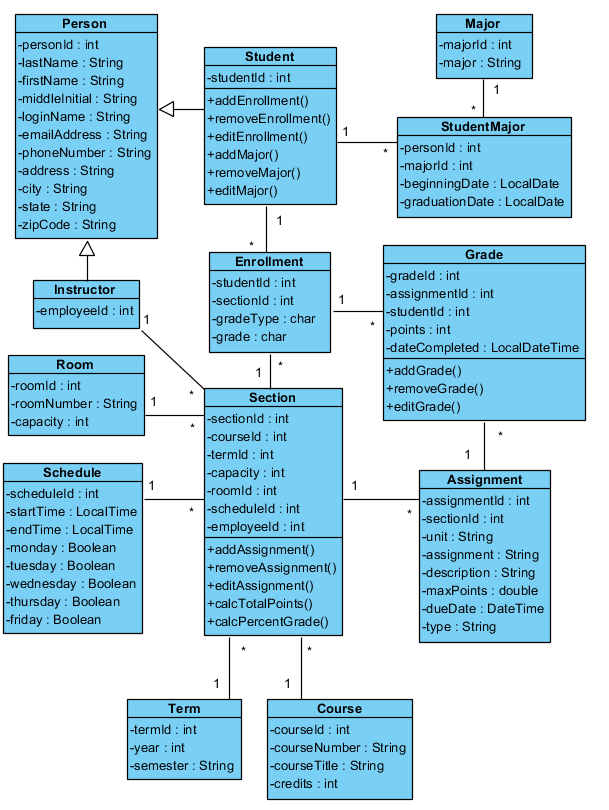 Person
-personId : int
-lastName : String
-firstName : String
-middleInitial : String
-loginName : String
-emailAddress : String
-phoneNumber : String
-address : String
-city : String
-state : String
-zipCode : String
Student
-studentId : int
+addEnrollment()
+removeEnrollment()
+editEnrollment()
+addMajor()
+removeMajor()
+editMajor()
Major
-majorId : int
-major : String
1
*
StudentMajor
-personId : int
-majorId : int
-beginningDate : LocalDate
-graduationDate : LocalDate
1
*
1
*
Instructor
-employeeId : int
Enrollment
-studentId : int
-sectionId : int
-gradeType : char
-grade : char
1
*
Grade
-gradeId : int
-assignmentId : int
-studentId : int
-points : int
-dateCompleted : LocalDateTime
+addGrade()
+removeGrade()
+editGrade()
1
*
*
1
Room
-roomId : int
-roomNumber : String
-capacity : int
1
*
Section
-sectionId : int
-courseId : int
-termId : int
-capacity : int
-roomId : int
-scheduleId : int
-employeeId : int
+addAssignment()
+removeAssignment()
+editAssignment()
+calcTotalPoints()
+calcPercentGrade()
*
1
Schedule
-scheduleId : int
-startTime : LocalTime
-endTime : LocalTime
-monday : Boolean
-tuesday : Boolean
-wednesday : Boolean
-thursday : Boolean
-friday : Boolean
1
*
1
*
Assignment
-assignmentId : int
-sectionId : int
-unit : String
-assignment : String
-description : String
-maxPoints : double
-dueDate : DateTime
-type : String
*
1
*
1
Term
-termId : int
-year : int
-semester : String
Course
-courseId : int
-courseNumber : String
-courseTitle : String
-credits : int